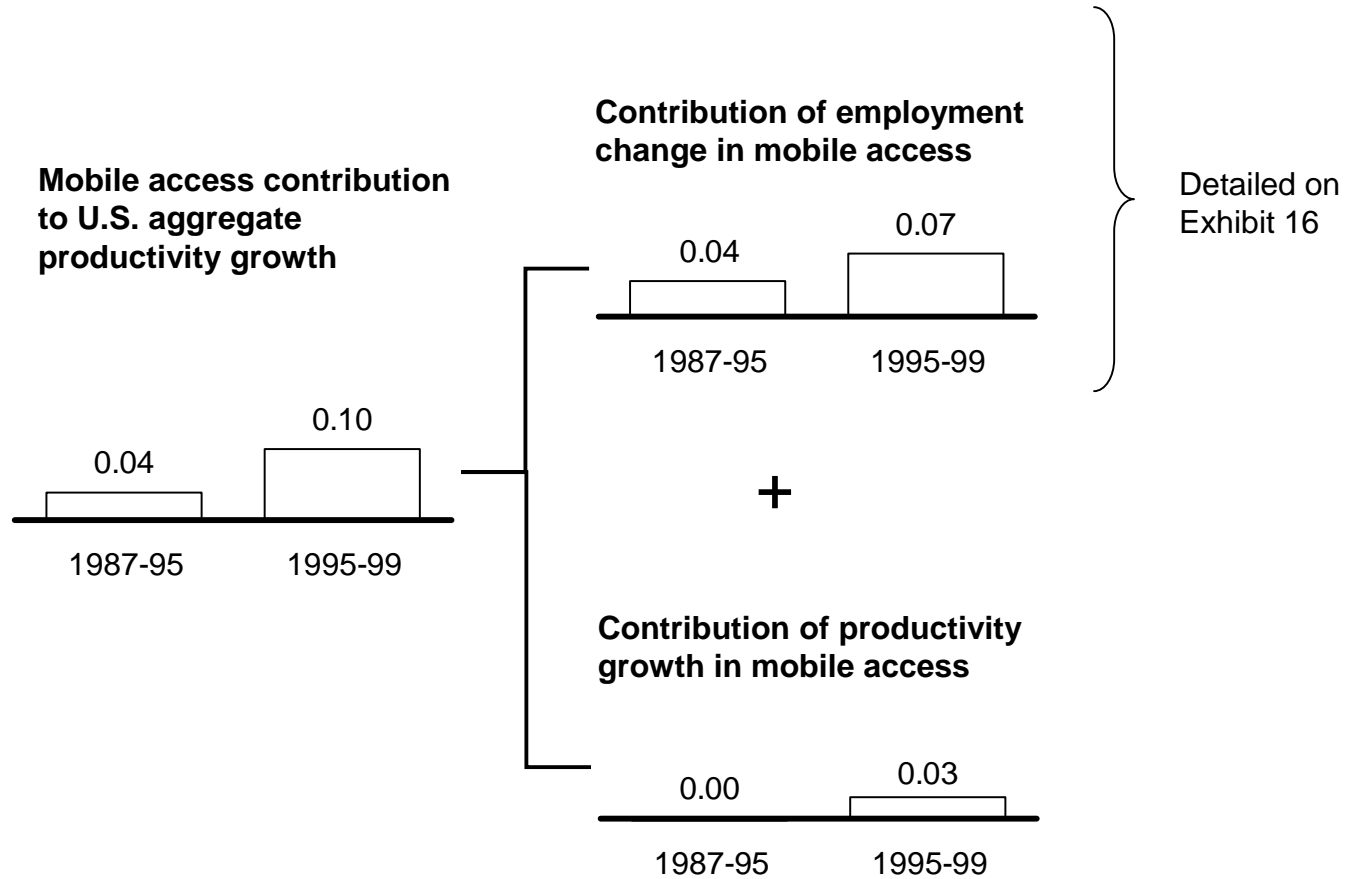 Mobile access contribution
to U.S. aggregate
productivity growth
0.04
0.10
1987-95
1995-99
Contribution of employment
change in mobile access
0.04
0.07
1987-95
1995-99
Detailed on
Exhibit 16
+
Contribution of productivity
growth in mobile access
0.00
0.03
1987-95
1995-99